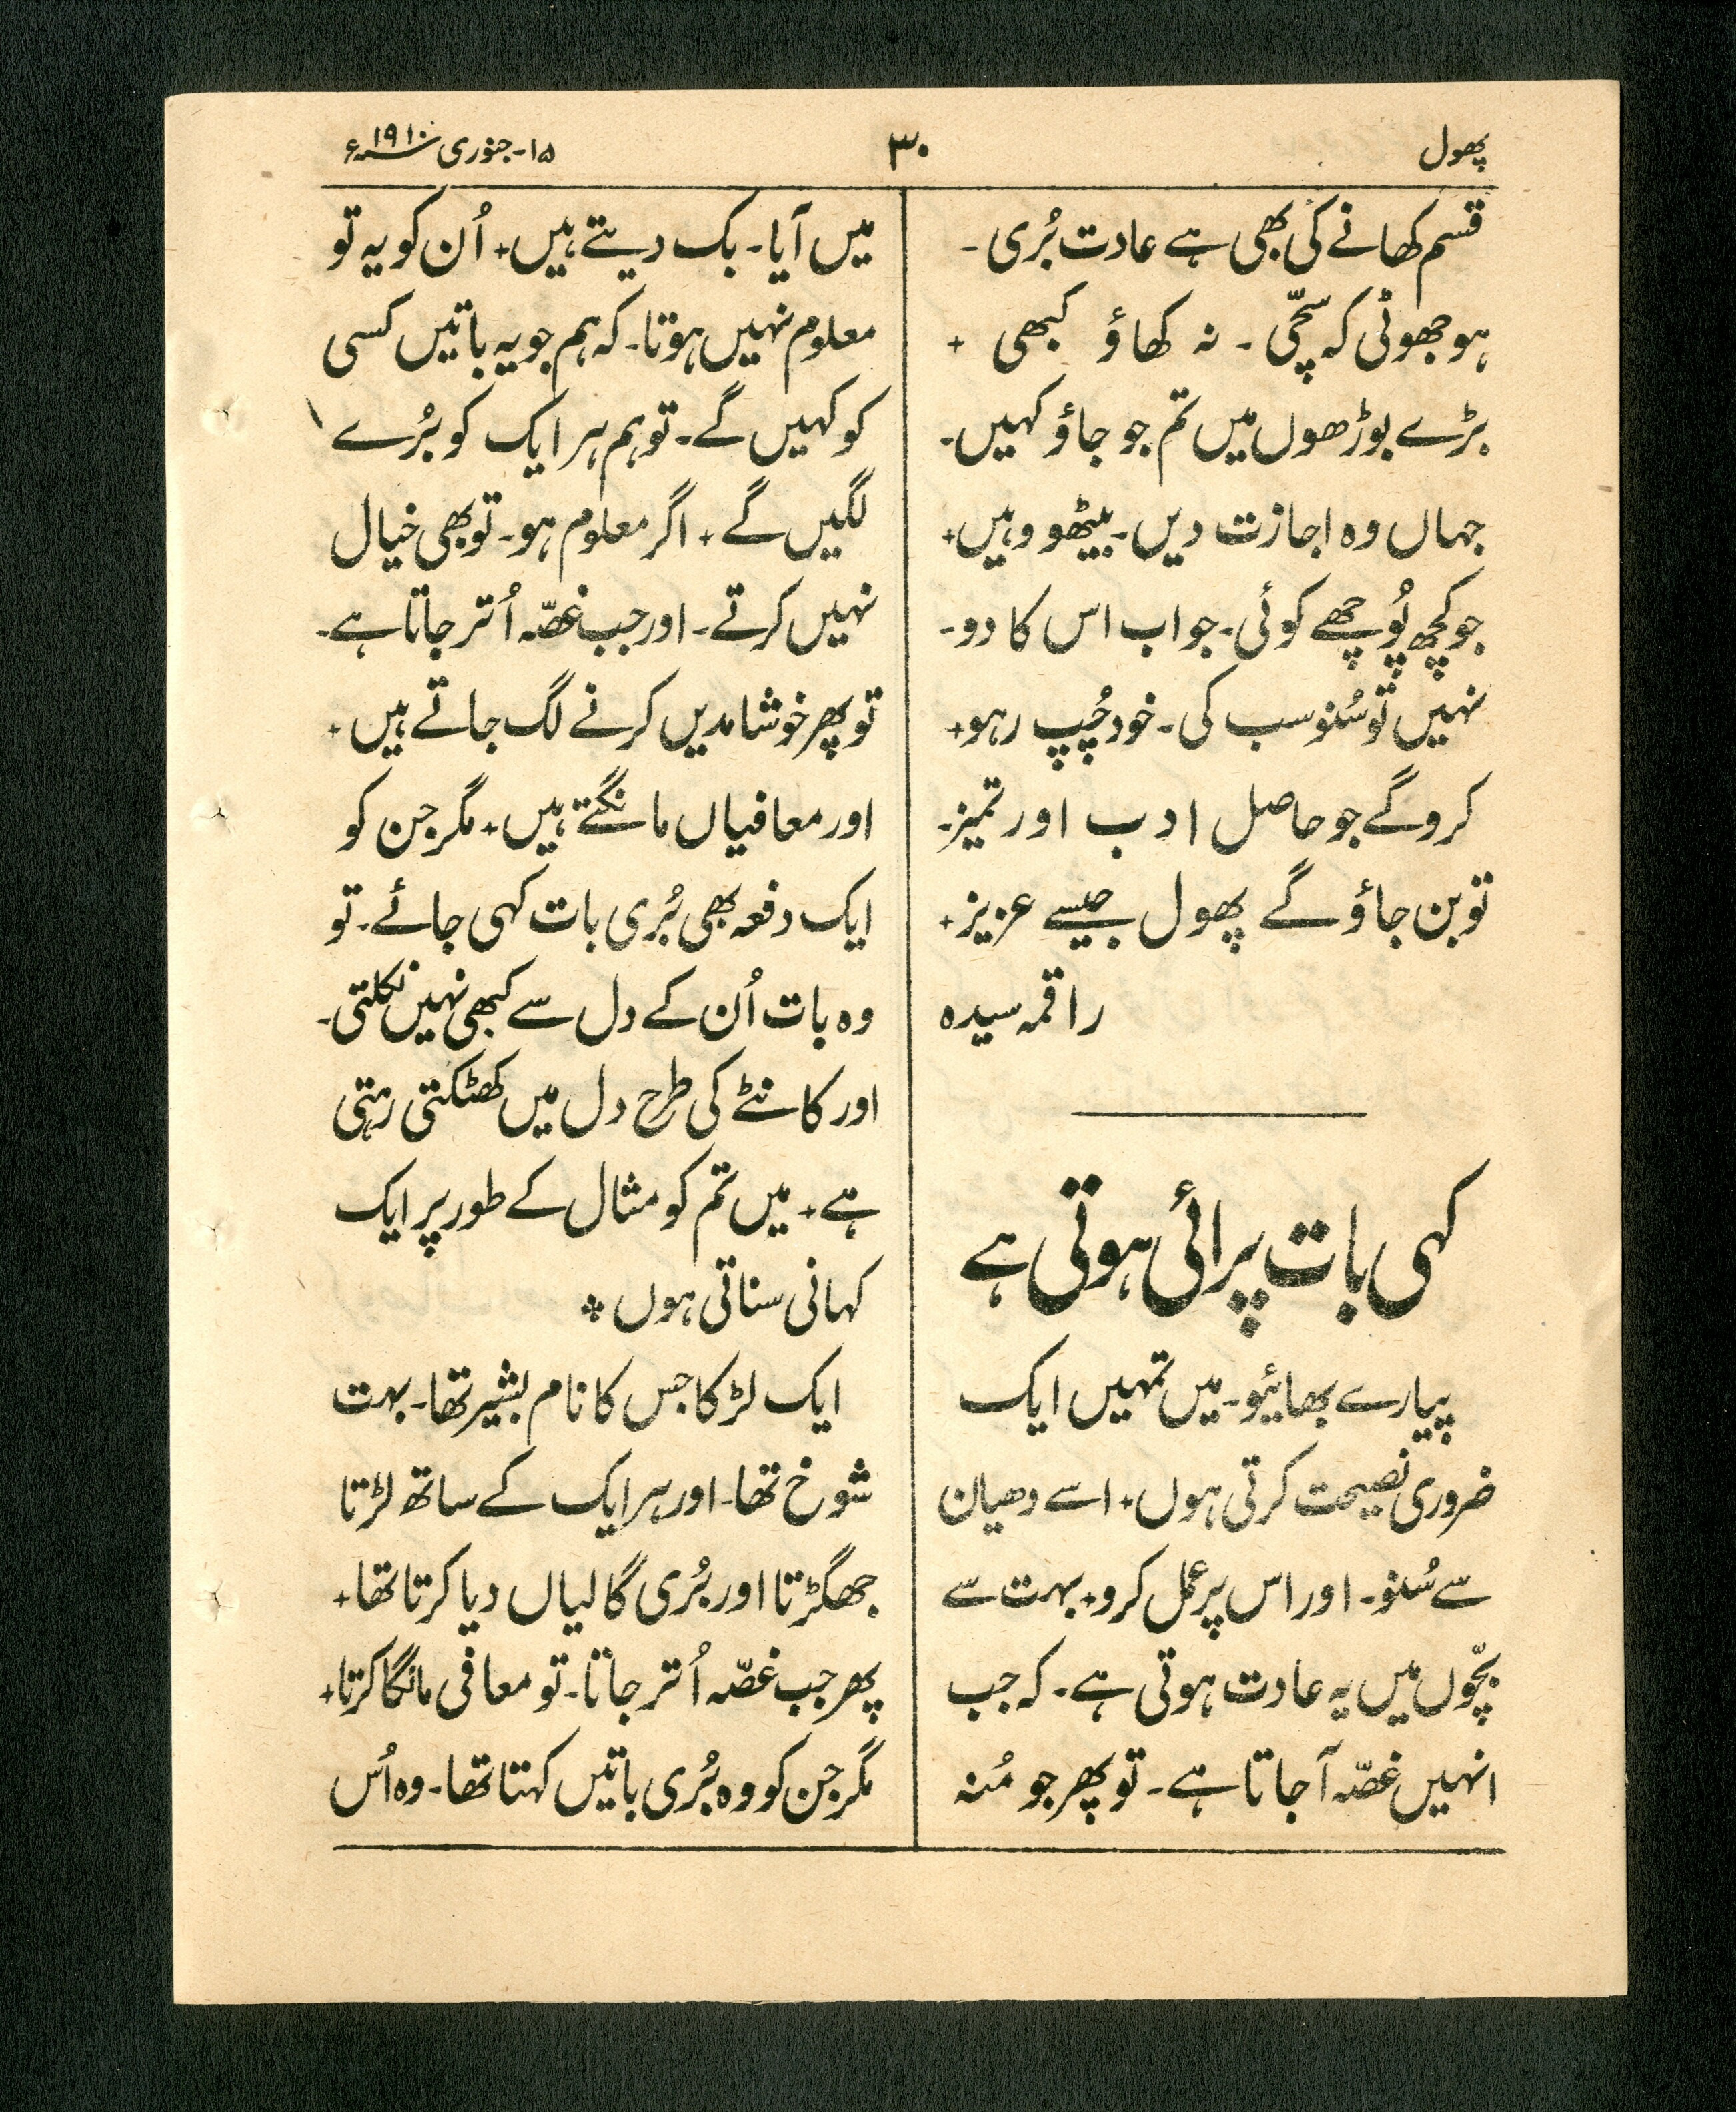 پھول
۳۰
۱۵-جنوری ۱۹۱۰ء
قسم کھانے کی بھی ہے عادت بُری -
ہو جھوٹی کہ سچّی - نہ کھاؤ کبھی +
بڑے بوڑھوں میں تم جو جاؤ کہیں -
جہاں وہ اجازت دیں - بیٹھو وہیں +
جو کچھ پُوچھے کوئی - جواب اس کا دو -
نہیں تو سُنو سب کی - خود چُپ رہو +
کروگے جو حاصل ادب اور تمیز -
تو بن جاؤ گے پھول جیسے عزیز +
راقمہ سیدہ
کہی بات پرائی ہوتی ہے
پیارے بھائیو - میں تمہیں ایک
ضروری نصیحت کرتی ہوں + اسے دھیان
سے سُنو - اور اس پر عمل کرو + بہت سے
بچّوں میں یہ عادت ہوتی ہے - کہ جب
انہیں غصّہ آجاتا ہے - تو پھر جو مُنہ
میں آیا - بک دیتے ہیں + اُن کو یہ تو
معلوم نہیں ہوتا - کہ ہم جو یہ باتیں کسی
کو کہیں گے - تو ہم ہر ایک کو بُرے
لگیں گے + اگر معلوم ہو - تو بھی خیال
نہیں کرتے - اور جب غصّہ اُتر جاتا ہے -
تو پھر خوشامدیں کرنے لگ جاتے ہیں +
اور معافیاں مانگتے ہیں + مگر جن کو
ایک دفعہ بھی بُری بات کہی جائے - تو
وہ بات اُن کے دل سے کبھی نہیں نکلتی -
اور کانٹے کی طرح دل میں کھٹکتی رہتی
ہے + میں تم کو مثال کے طور پر ایک
کہانی سناتی ہوں ❖
ایک لڑکا جس کا نام بشیر تھا - بہت
شوخ تھا - اور ہر ایک کے ساتھ لڑتا
جھگڑتا اور بُری گالیاں دیا کرتا تھا +
پھر جب غصّہ اُتر جاتا - تو معافی مانگا کرتا +
مگر جن کو وہ بُری باتیں کہتا تھا - وہ اُس